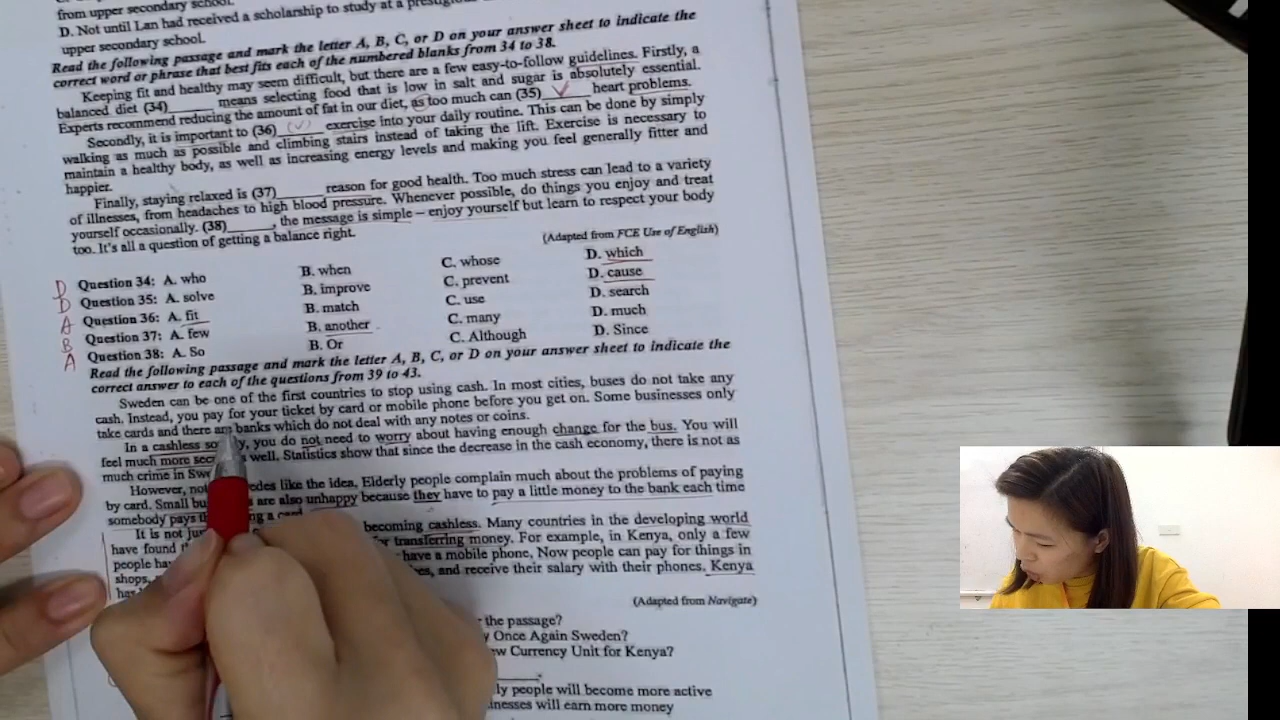 from upper secondary school.
D. Not until Lan had received a scholarship to study at a
upper secondary school.
Read the following passage and mark the letter A, B, C, or D on your answer sheet to indicate the
correct word or phrase that best fits each of the numbered blanks from 34 to 38.
Keeping fit and healthy may seem difficult, but there are a few easy-to-follow guidelines. Firstly, a
balanced diet (34)______ means selecting food that is low in salt and sugar is absolutely essential.
Experts recommend reducing the amount of fat in our diet, as too much can (35)______ heart problems.
Secondly, it is important to (36)______ exercise into your daily routine. This can be done by simply
walking as much as possible and climbing stairs instead of taking the lift. Exercise is necessary to
maintain a healthy body, as well as increasing energy levels and making you feel generally fitter and
happier.
Finally, staying relaxed is (37)______ reason for good health. Too much stress can lead to a variety
of illnesses, from headaches to high blood pressure. Whenever possible, do things you enjoy and treat
yourself occasionally. (38)______, the message is simple – enjoy yourself but learn to respect your body
too. It's all a question of getting a balance right.
(Adapted from FCE Use of English)
D Question 34: A. who B. when C. whose D. which
D Question 35: A. solve B. improve C. prevent D. cause
A Question 36: A. fit B. match C. use D. search
B Question 37: A. few B. another C. many D. much
A Question 38: A. So B. Or C. Although D. Since
Read the following passage and mark the letter A, B, C, or D on your answer sheet to indicate the
correct answer to each of the questions from 39 to 43.
Sweden can be one of the first countries to stop using cash. In most cities, buses do not take any
cash. Instead, you pay for your ticket by card or mobile phone before you get on. Some businesses only
take cards and there are banks which do not deal with any notes or coins.
In a cashless , you do not need to worry about having enough change for the bus. You will
feel much more well. Statistics show that since the decrease in the cash economy, there is not as
much crime in
However, like the idea. Elderly people complain much about the problems of paying
by card. Small are also unhappy because they have to pay a little money to the bank each time
somebody pays
It is not becoming cashless. Many countries in the developing world
have found transferring money. For example, in Kenya, only a few
people have a mobile phone. Now people can pay for things in
shops, and receive their salary with their phones. Kenya
(Adapted from Navigate)
the passage?
Once Again Sweden?
Currency Unit for Kenya?
people will become more active
will earn more money